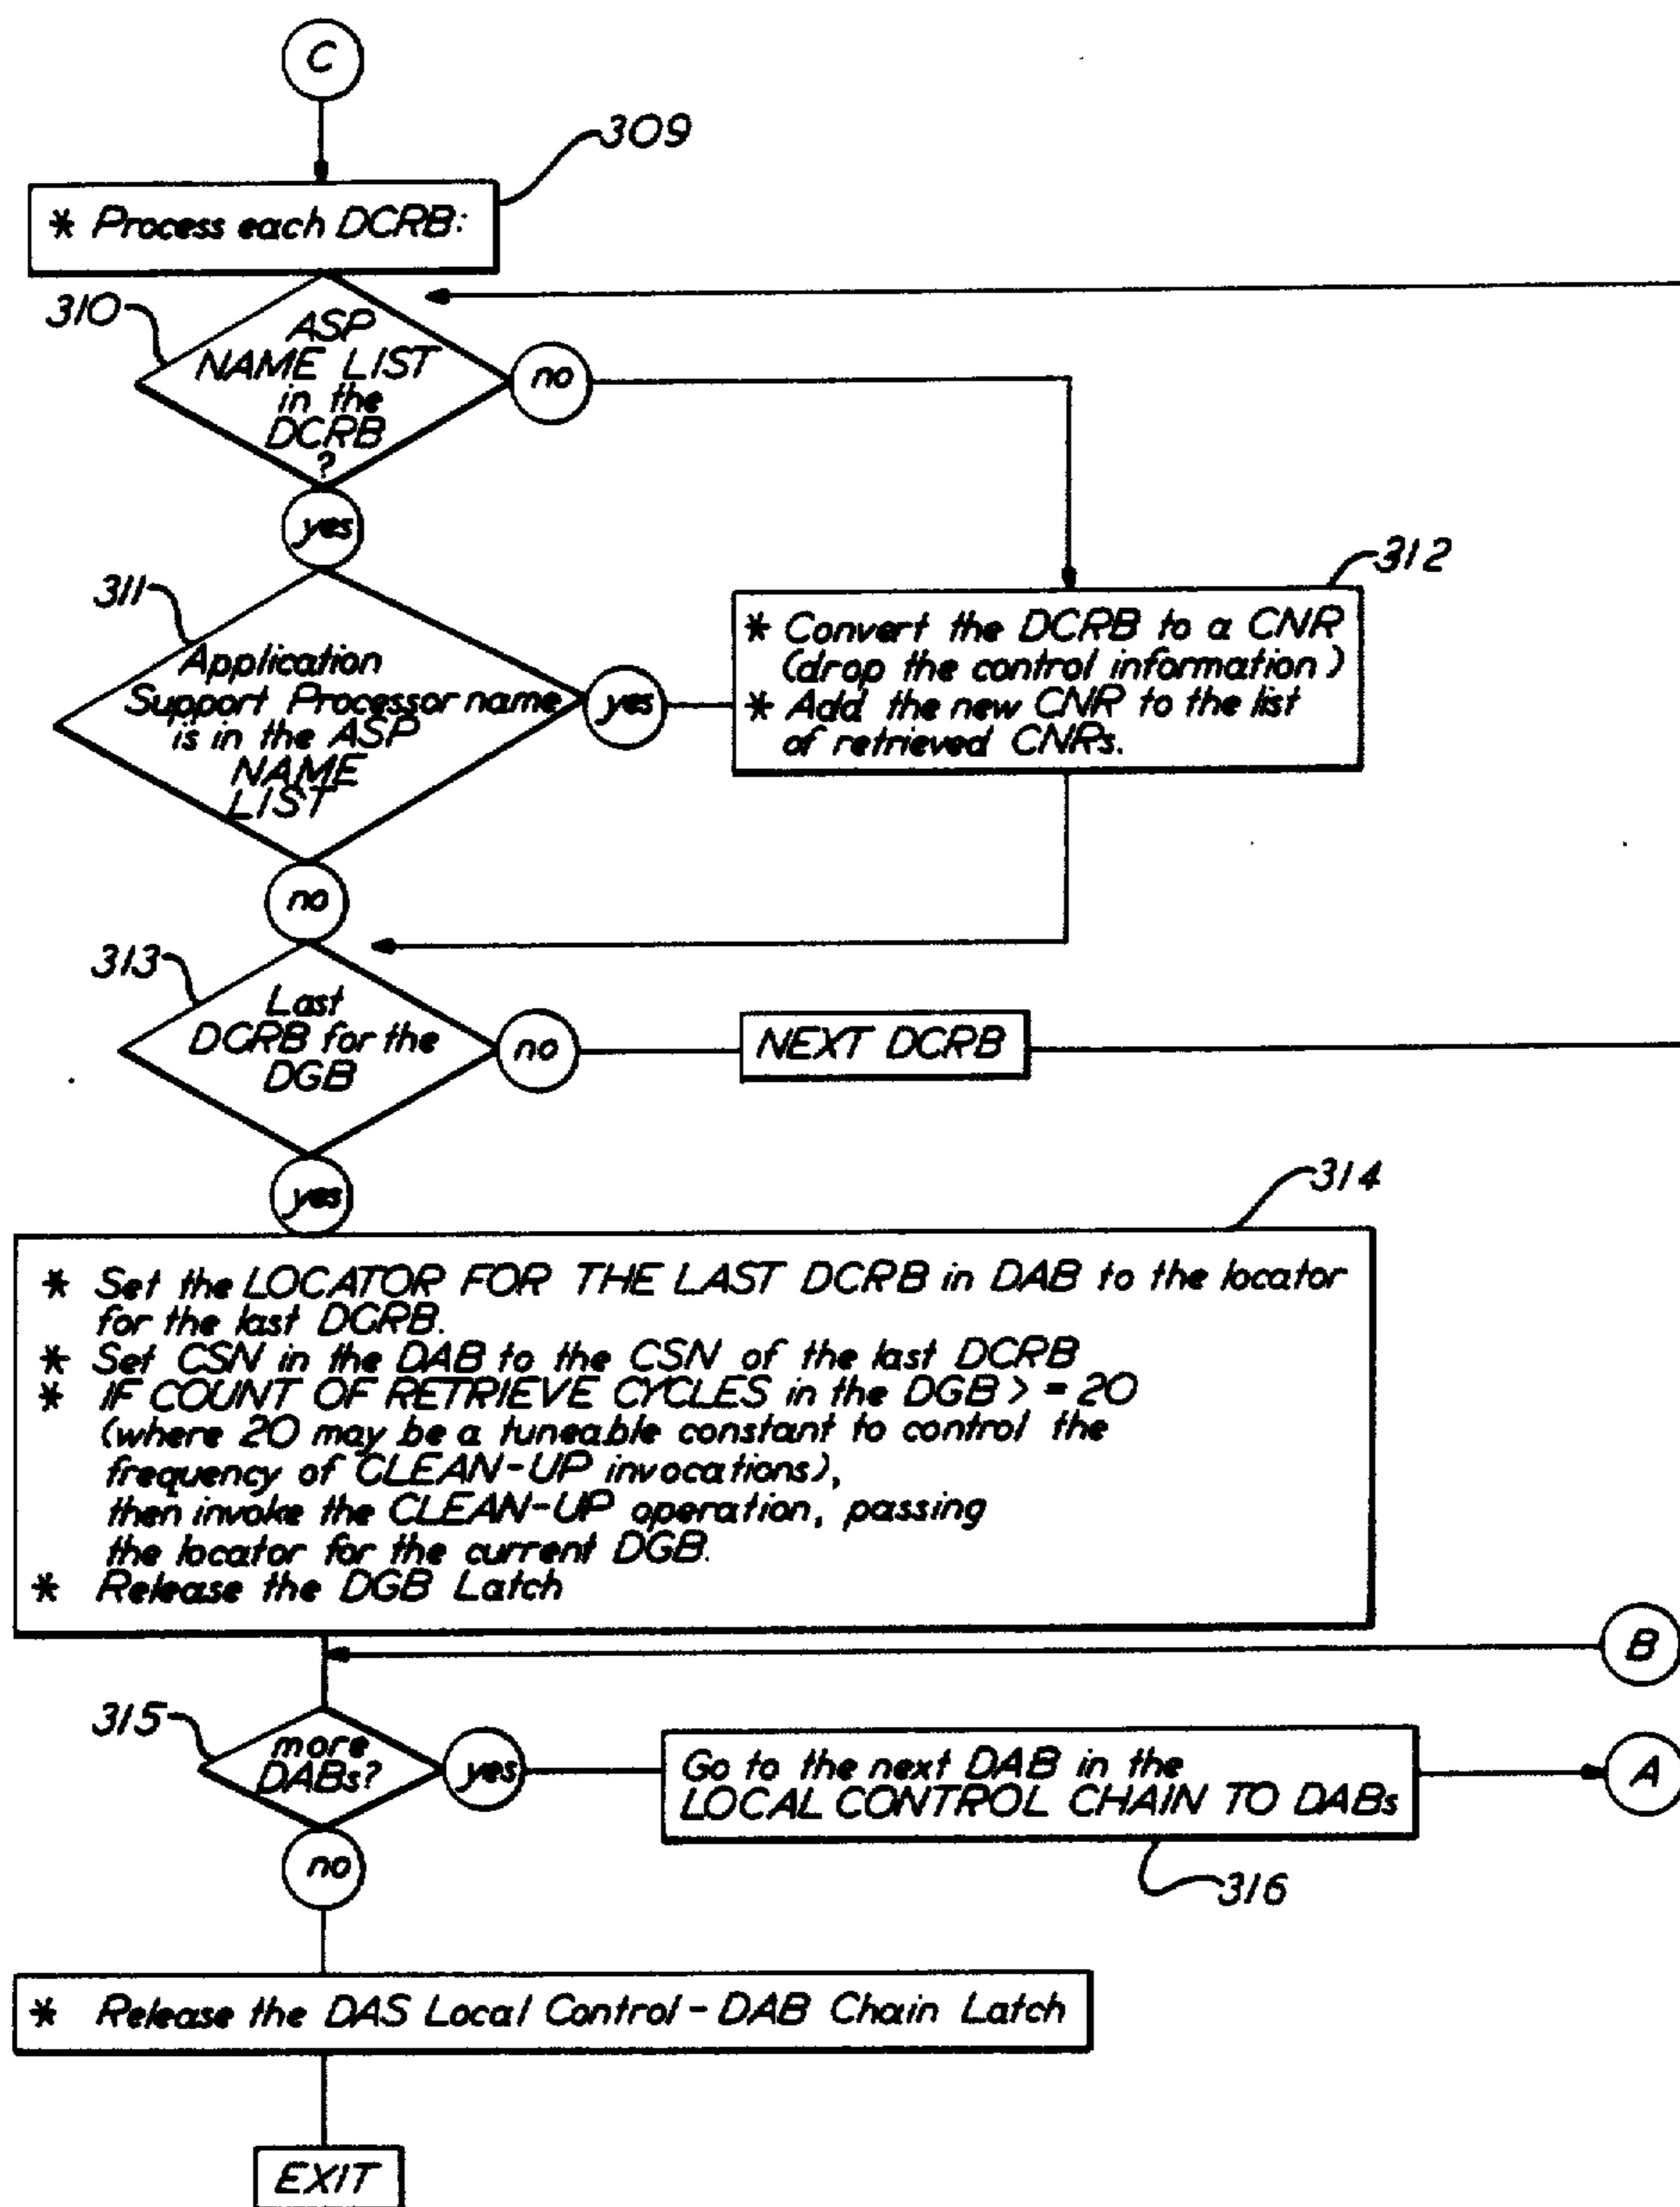 C
309
* Process each DCRB:
310
ASP
NAME LIST
in the
DCRB
?
no
yes
311
Application
Support Processor name
is in the ASP
NAME
LIST
yes
312
* Convert the DCRB to a CNR
(drop the control information)
* Add the new CNR to the list
of retrieved CNRs.
no
313
Last
DCRB for the
DGB
no
NEXT DCRB
yes
314
* Set the LOCATOR FOR THE LAST DCRB in DAB to the locator
for the last DCRB.
* Set CSN in the DAB to the CSN of the last DCRB
* IF COUNT OF RETRIEVE CYCLES in the DGB > = 20
(where 20 may be a tuneable constant to control the
frequency of CLEAN-UP invocations),
then invoke the CLEAN-UP operation, passing
the locator for the current DGB.
* Release the DGB Latch
B
315
more
DABs?
yes
Go to the next DAB in the
LOCAL CONTROL CHAIN TO DABs
A
316
no
* Release the DAS Local Control - DAB Chain Latch
EXIT